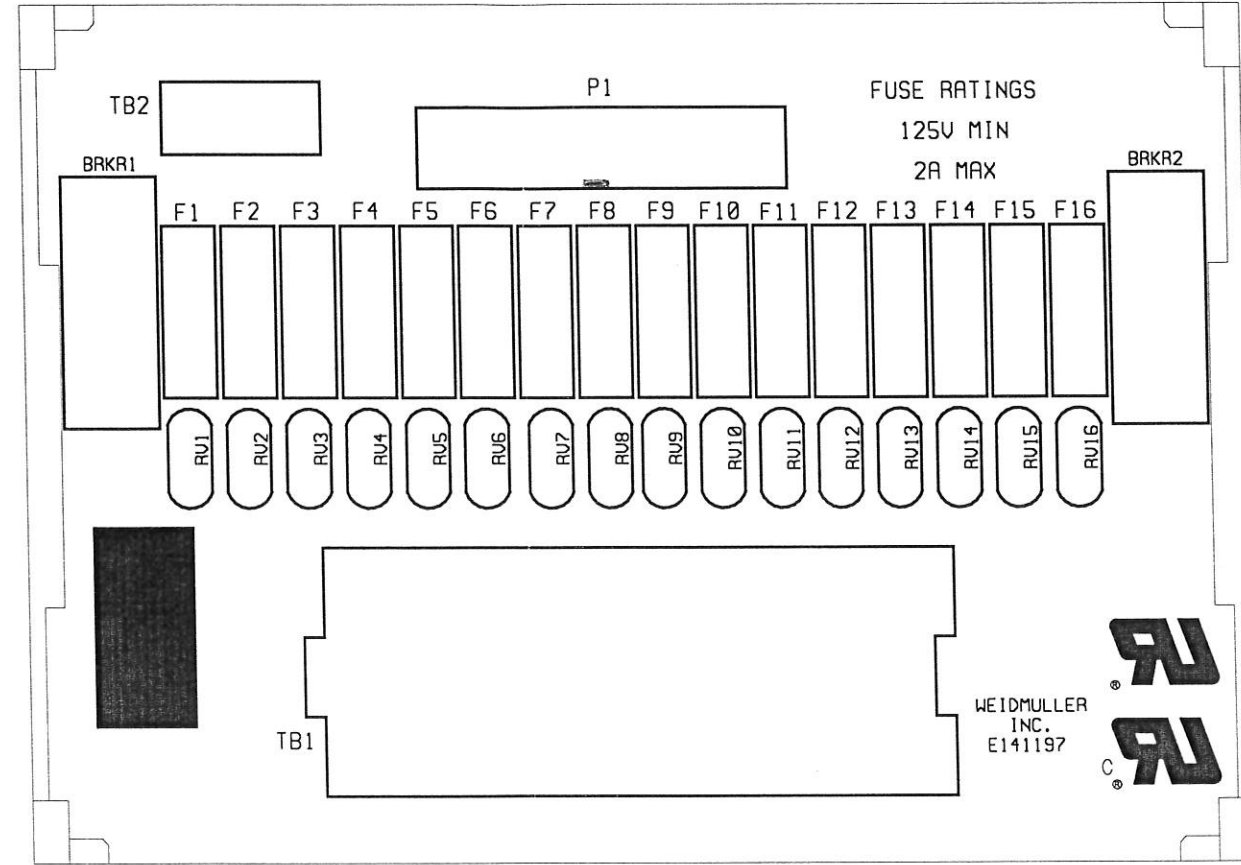 TB2
P1
FUSE RATINGS
125V MIN
2A MAX
BRKR1
BRKR2
F1 F2 F3 F4 F5 F6 F7 F8 F9 F10 F11 F12 F13 F14 F15 F16
RV1 RV2 RV3 RV4 RV5 RV6 RV7 RV8 RV9 RV10 RV11 RV12 RV13 RV14 RV15 RV16
TB1
WEIDMULLER
INC.
E141197
RU
®
C RU
®